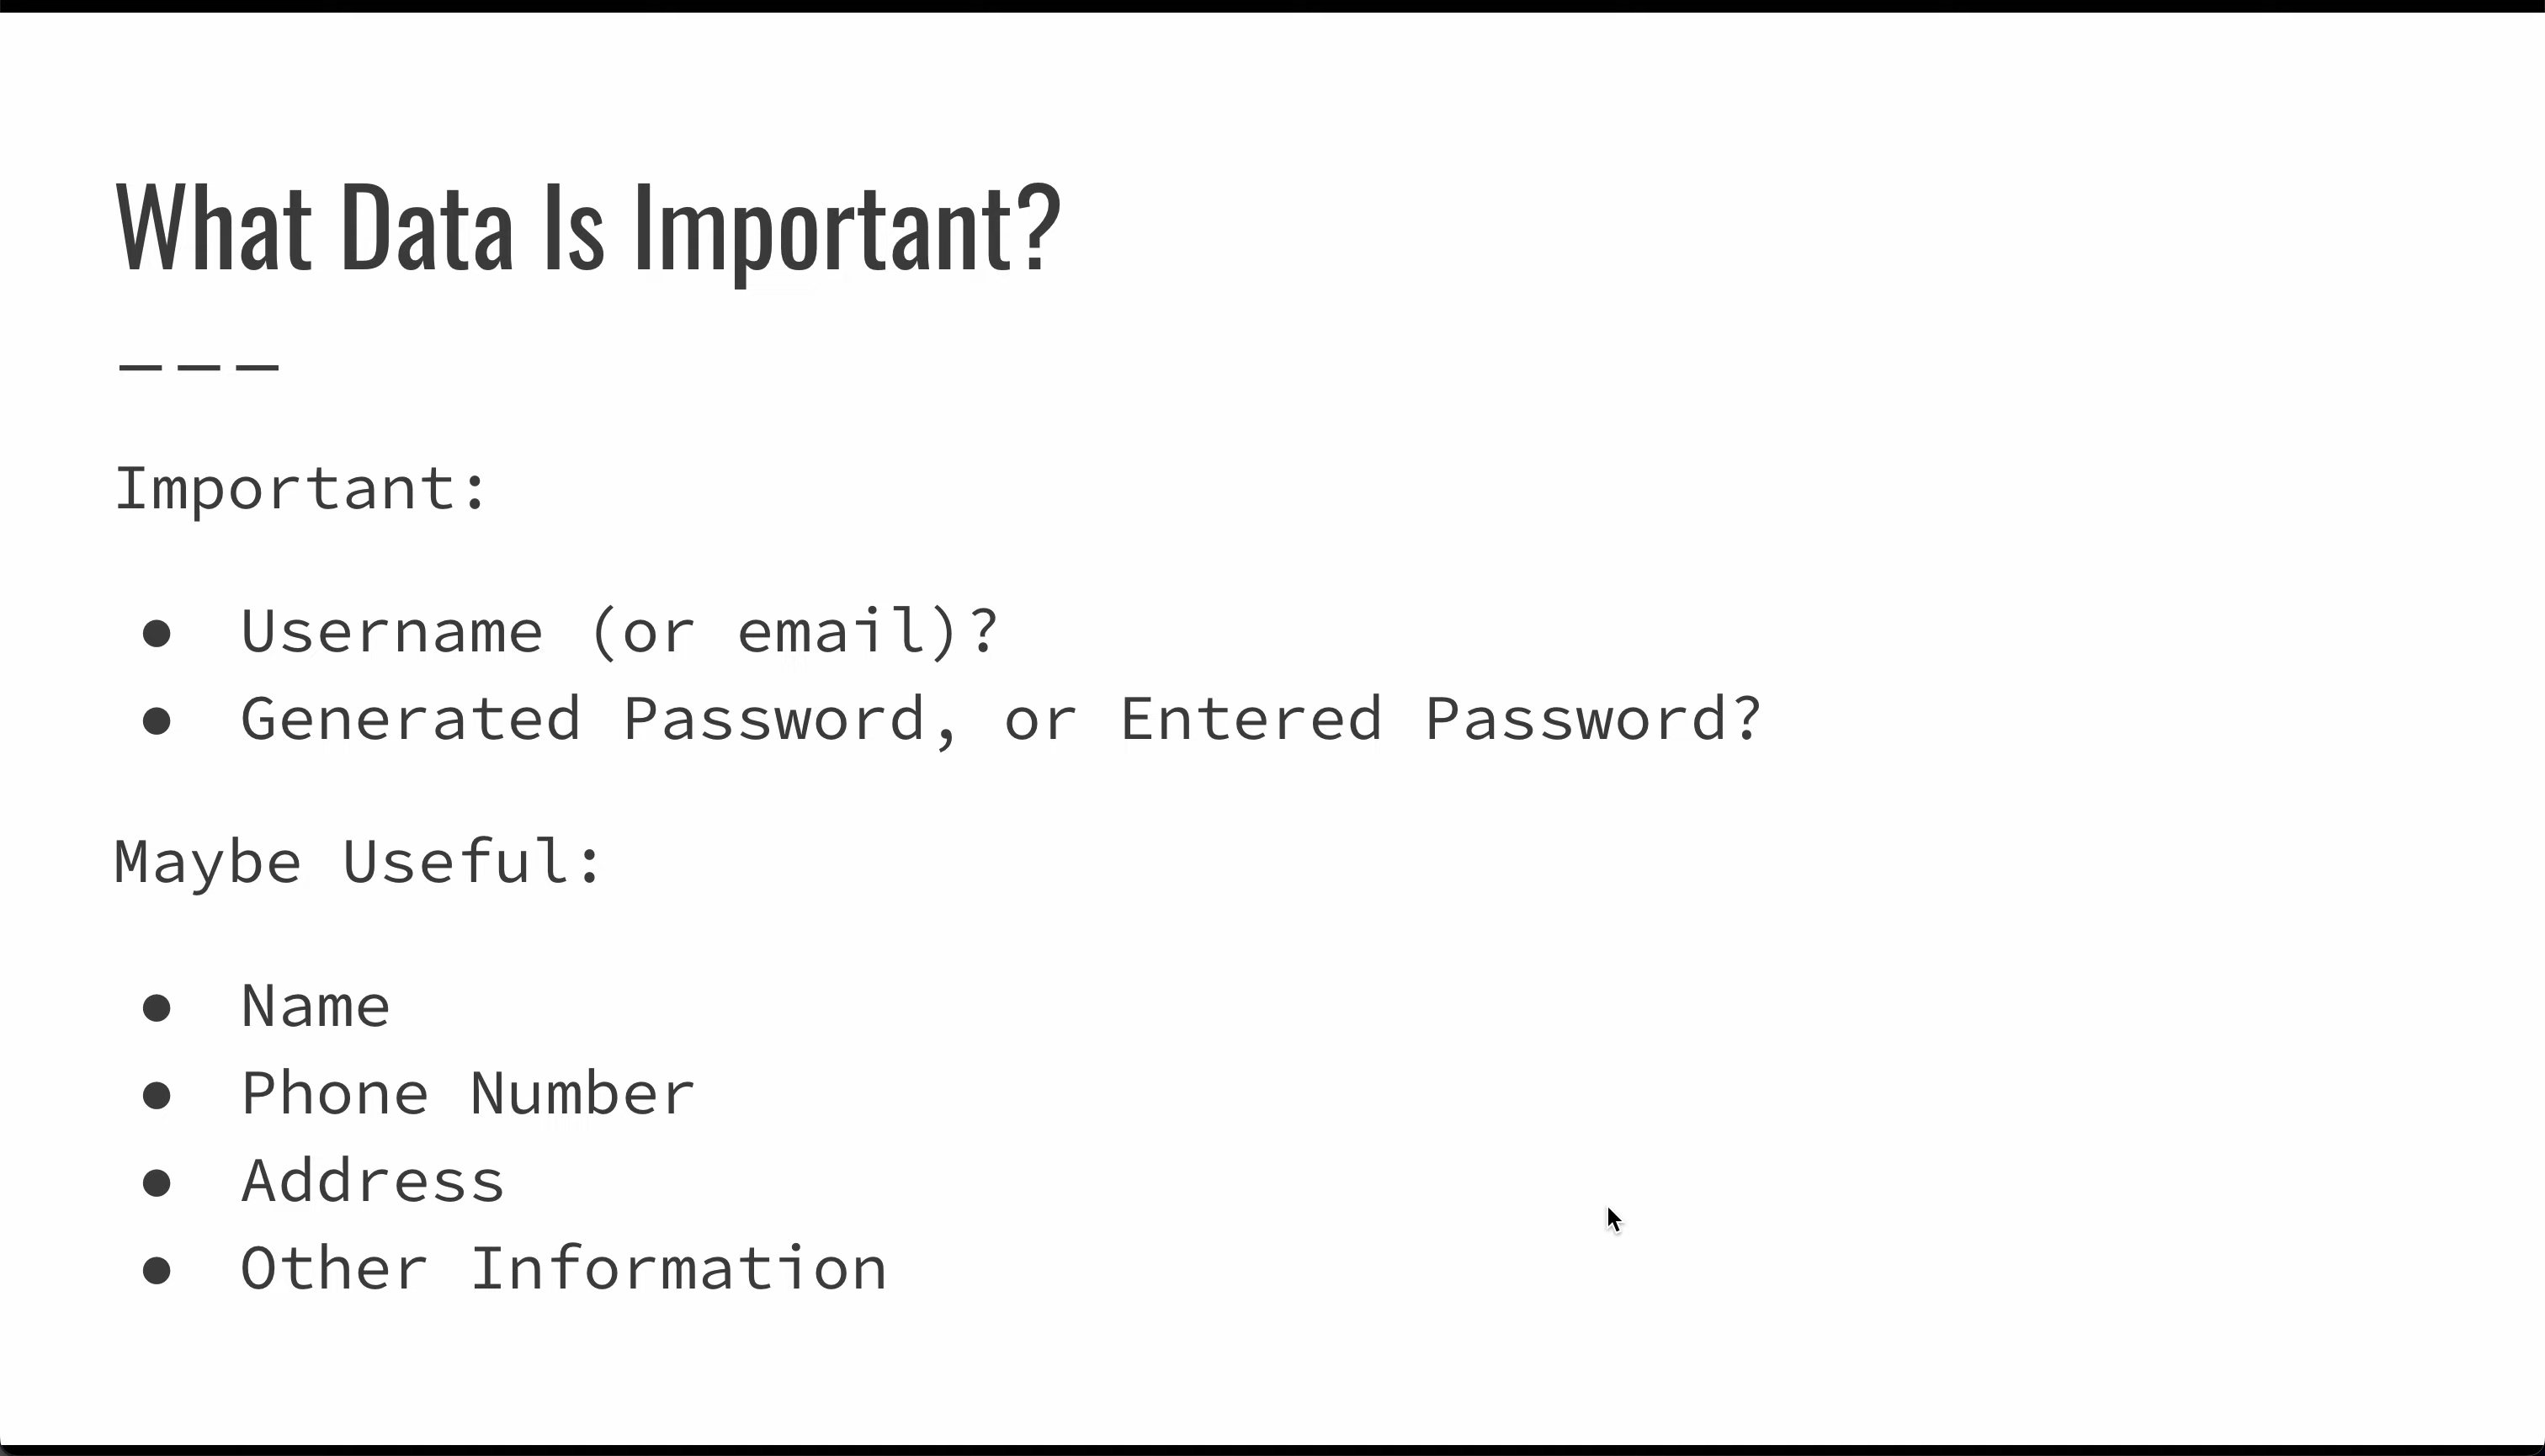 What Data Is Important?
Important:
● Username (or email)?
● Generated Password, or Entered Password?
Maybe Useful:
● Name
● Phone Number
● Address
● Other Information